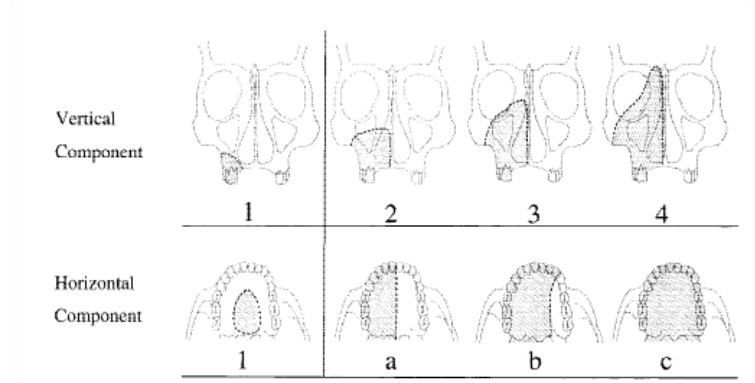 Vertical
Component
1 2 3 4
Horizontal
Component
1 a b c